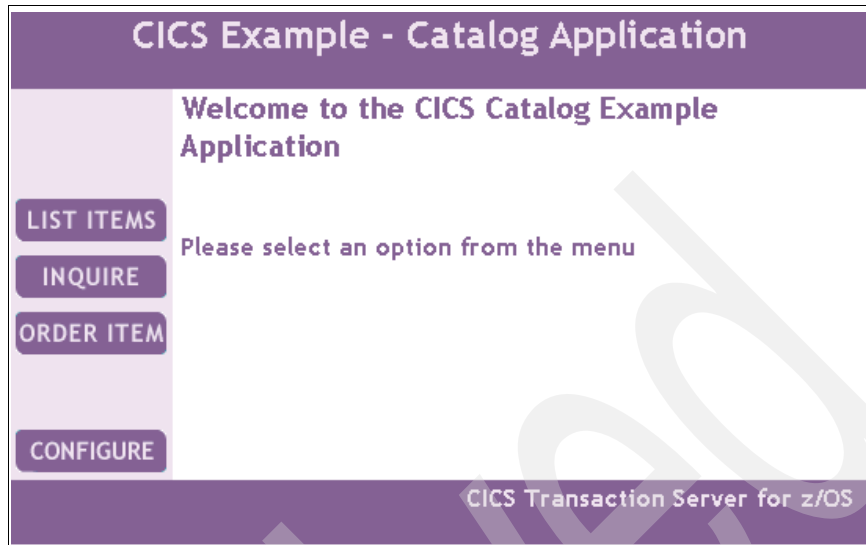 CICS Example - Catalog Application
Welcome to the CICS Catalog Example
Application
LIST ITEMS
Please select an option from the menu
INQUIRE
ORDER ITEM
CONFIGURE
CICS Transaction Server for z/OS